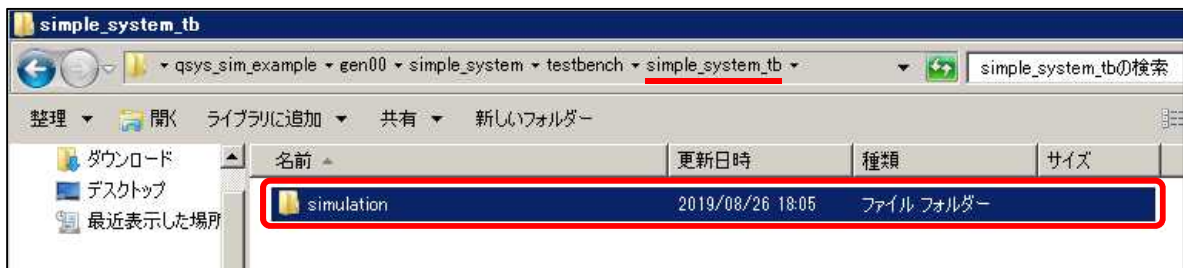 simple_system_tb
qsys_sim_example ▾ gen00 ▾ simple_system ▾ testbench ▾ simple_system_tb ▾ simple_system_tbの検索
整理 ▼ 開く ライブラリに追加 ▼ 共有 ▼ 新しいフォルダー
ダウンロード 名前 更新日時 種類 サイズ
デスクトップ simulation 2019/08/26 18:05 ファイル フォルダー
最近表示した場所